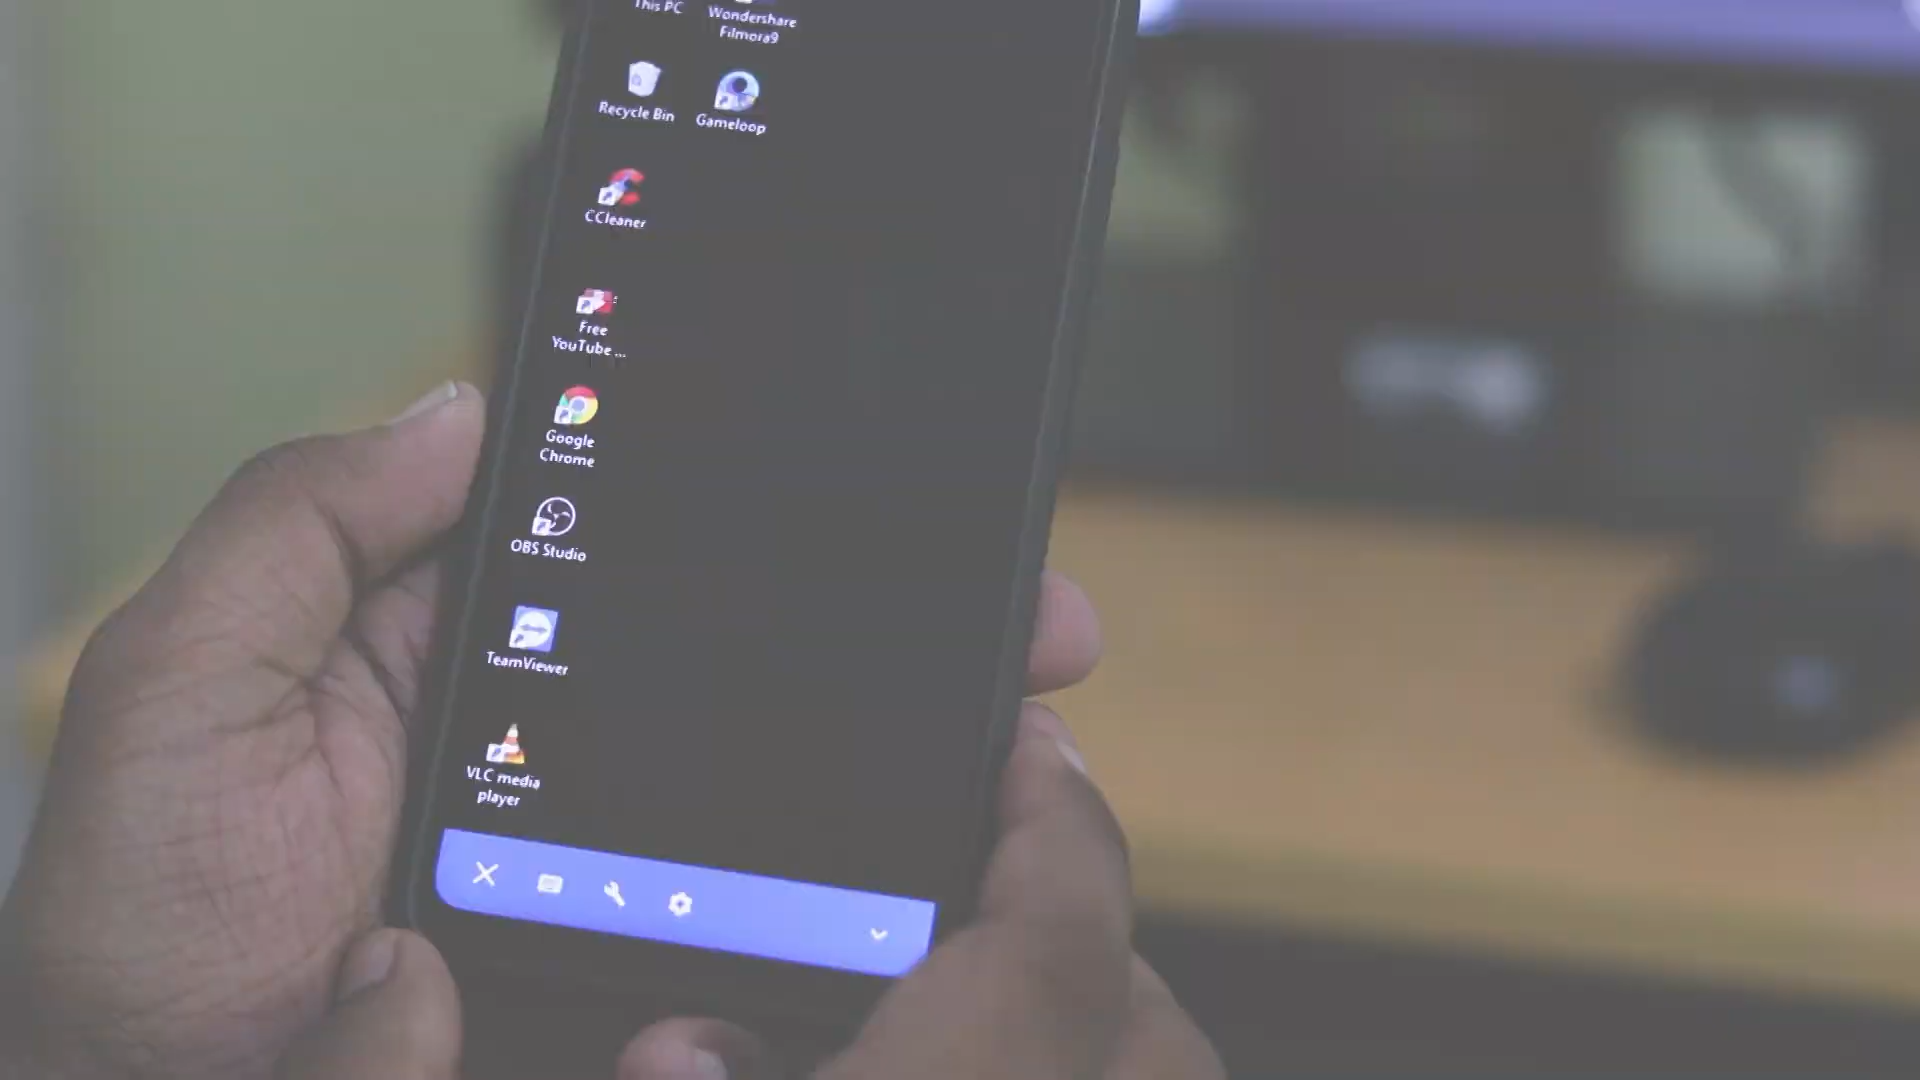 This PC
Wondershare
Filmora9
Recycle Bin
Gameloop
CCleaner
Free
YouTube ...
Google
Chrome
OBS Studio
TeamViewer
VLC media
player